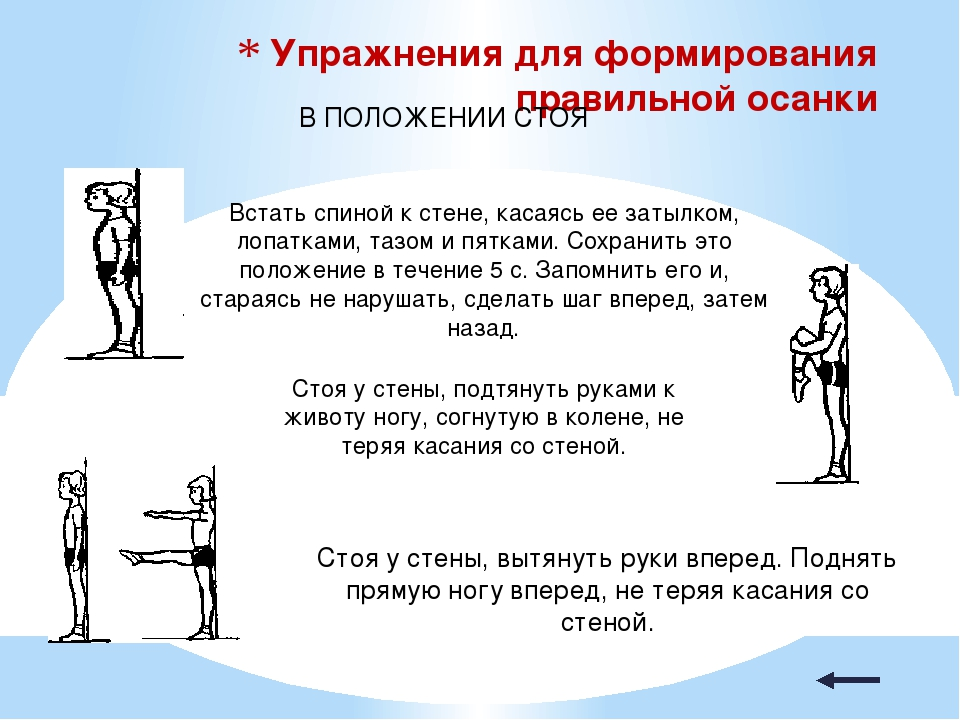 * Упражнения для формирования
правильной осанки
В ПОЛОЖЕНИИ СТОЯ
Встать спиной к стене, касаясь ее затылком,
лопатками, тазом и пятками. Сохранить это
положение в течение 5 с. Запомнить его и,
стараясь не нарушать, сделать шаг вперед, затем
назад.
Стоя у стены, подтянуть руками к
животу ногу, согнутую в колене, не
теряя касания со стеной.
Стоя у стены, вытянуть руки вперед. Поднять
прямую ногу вперед, не теряя касания со
стеной.